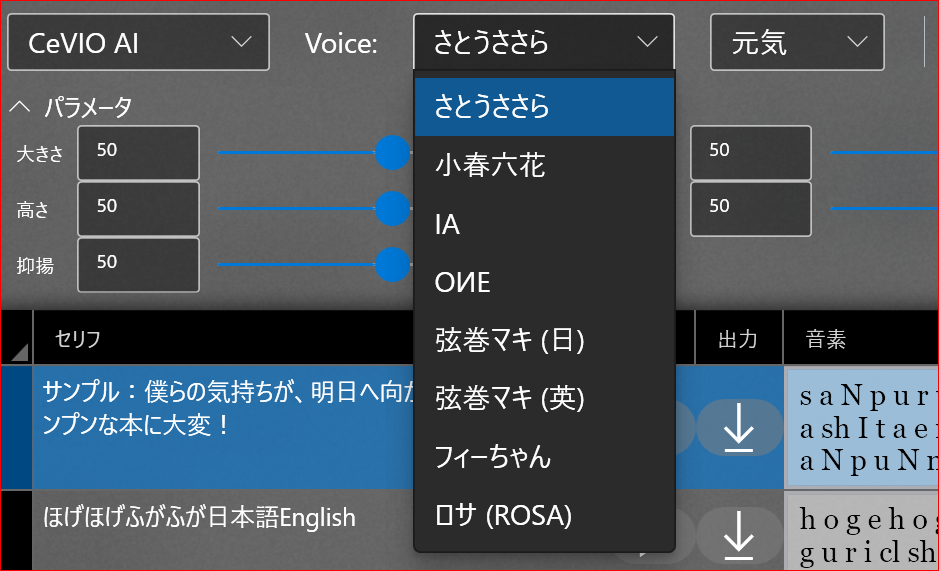 CeVIO AI
Voice:
さとうささら
元気
さとうささら
小春六花
IA
OИE
弦巻マキ (日)
弦巻マキ (英)
フィーちゃん
ロサ (ROSA)
パラメータ
大きさ
50
50
高さ
50
50
抑揚
50
セリフ
出力
音素
サンプル：僕らの気持ちが、明日へ向か
ンプンな本に大変！
s a N p u r
a sh I t a e
a N p u N
ほげほげふがふが日本語English
h o g e h o g
g u r i cl sh